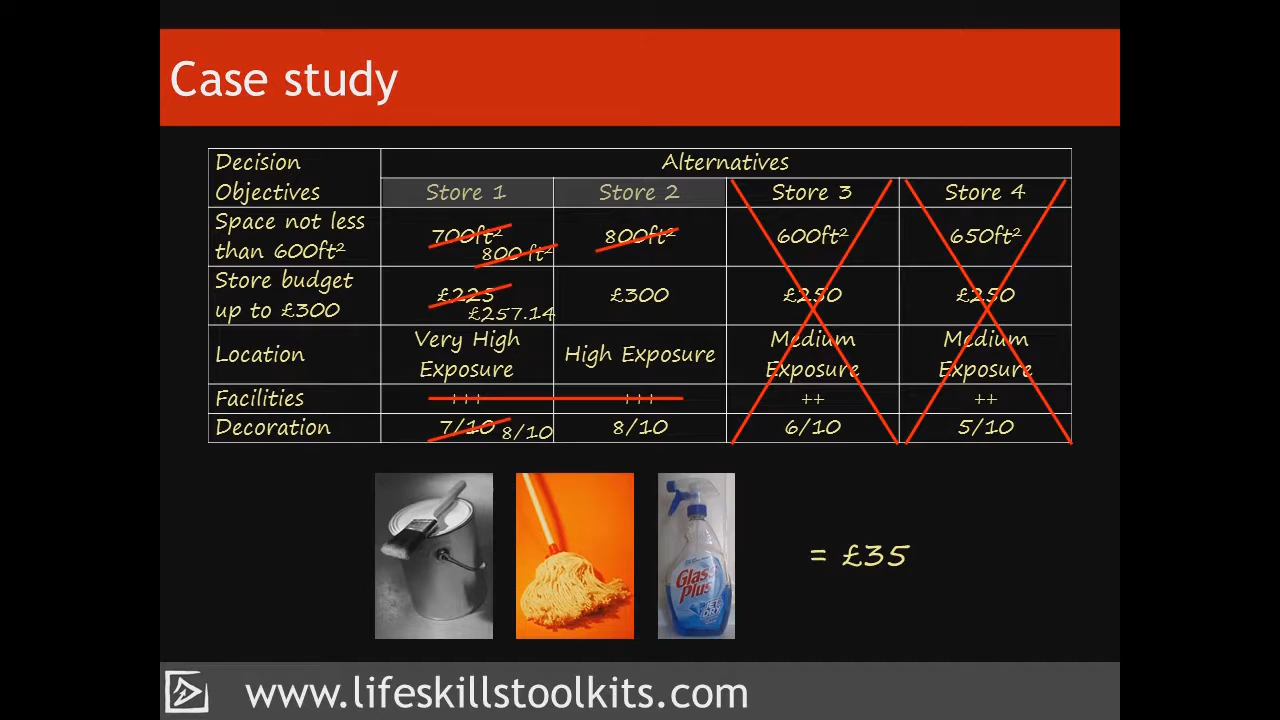 Case study
Decision
Objectives
Alternatives
Store 1 Store 2 Store 3 Store 4
Space not less
than 600ft²
700ft² 800ft² 600ft² 650ft²
800 ft²
Store budget
up to £300
£225 £300 £250 £250
£257.14
Location
Very High
Exposure
High Exposure
Medium
Exposure
Medium
Exposure
Facilities +++ +++ ++ ++
Decoration 7/10 8/10 8/10 6/10 5/10
Glass
Plus
JET
DRY
= £35
www.lifeskillstoolkits.com